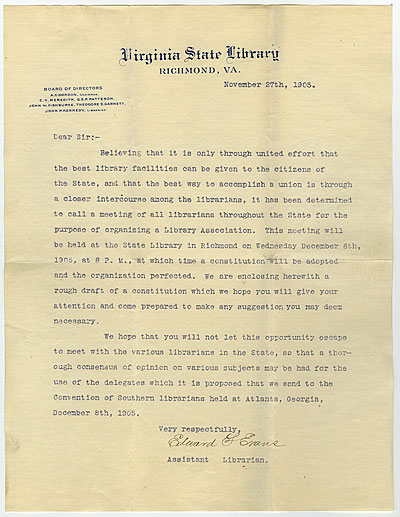 Virginia State Library
RICHMOND, VA.
November 27th, 1905.
BOARD OF DIRECTORS
A.C. GORDON, CHAIRMAN
E. V. MEREDITH, S. S. P. PATTESON,
JOHN W. FISHBURNE, THEODORE S. GARNETT,
JOHN P. KENNEDY, LIBRARIAN
Dear Sir:-
Believing that it is only through united effort that
the best library facilities can be given to the citizens of
the State, and that the best way to accomplish a union is through
a closer intercourse among the librarians, it has been determined
to call a meeting of all librarians throughout the State for the
purpose of organizing a Library Association. This meeting will
be held at the State Library in Richmond on Wednesday December 6th,
1905, at 8 P. M., at which time a constitution will be adopted
and the organization perfected. We are enclosing herewith a
rough draft of a constitution which we hope you will give your
attention and come prepared to make any suggestion you may deem
necessary.
We hope that you will not let this opportunity escape
to meet with the various librarians in the State, so that a thor-
ough consensus of opinion on various subjects may be had for the
use of the delegates which it is proposed that we send to the
Convention of Southern librarians held at Atlanta, Georgia,
December 8th, 1905.
Very respectfully,
Edward S Evans
Assistant Librarian.